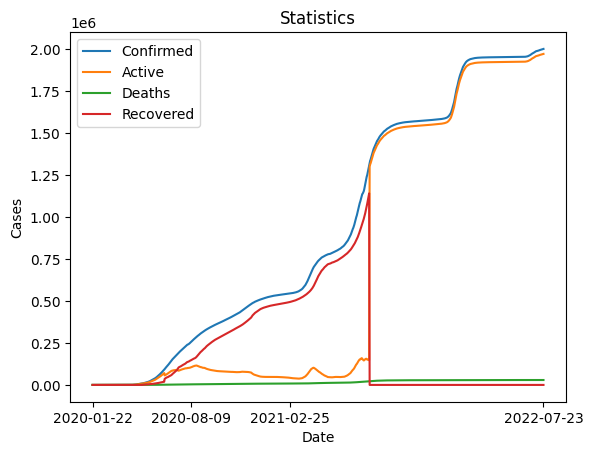 Statistics
1e6
Confirmed
Active
Deaths
Recovered
Cases
2.00
1.75
1.50
1.25
1.00
0.75
0.50
0.25
0.00
2020-01-22 2020-08-09 2021-02-25 2022-07-23
Date